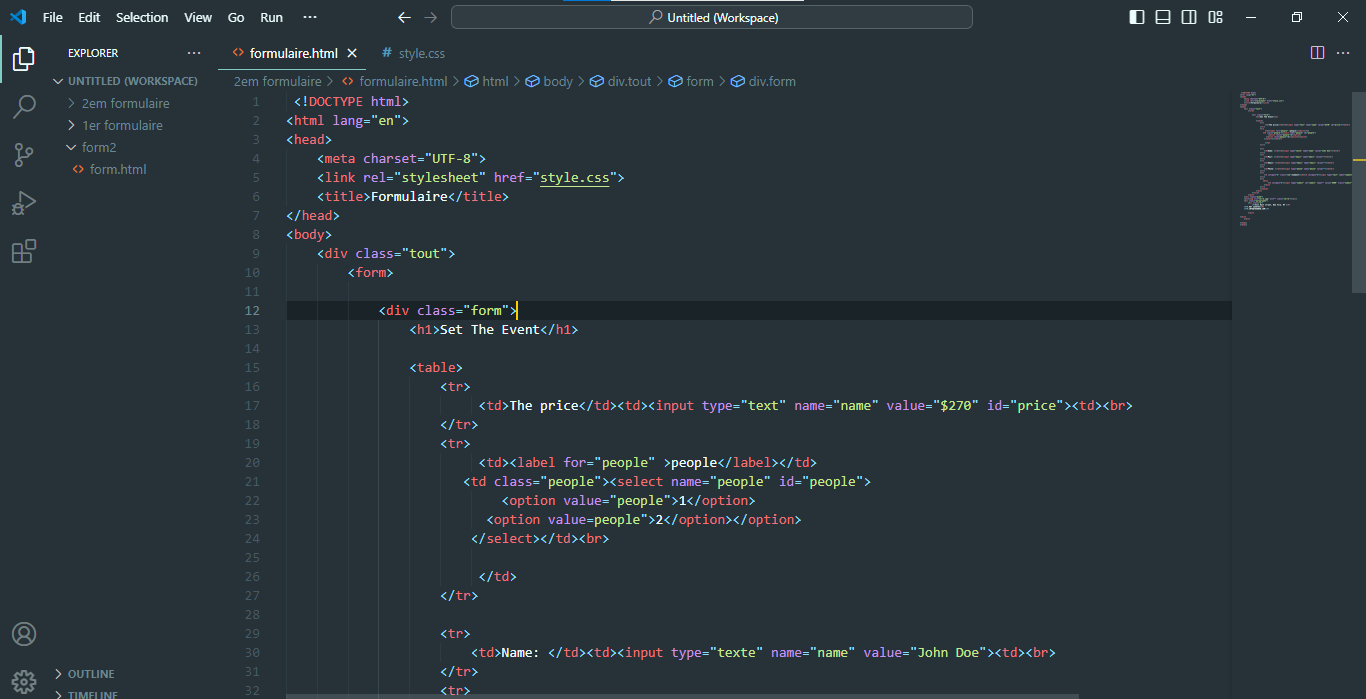 File Edit Selection View Go Run ··· Untitled (Workspace)
EXPLORER ···
UNTITLED (WORKSPACE)
2em formulaire
1er formulaire
form2
form.html
OUTLINE
TIMELINE
formulaire.html # style.css
2em formulaire > formulaire.html > html > body > div.tout > form > div.form
1 <!DOCTYPE html>
2 <html lang="en">
3 <head>
4 <meta charset="UTF-8">
5 <link rel="stylesheet" href="style.css">
6 <title>Formulaire</title>
7 </head>
8 <body>
9 <div class="tout">
10 <form>
11
12 <div class="form">
13 <h1>Set The Event</h1>
14
15 <table>
16 <tr>
17 <td>The price</td><td><input type="text" name="name" value="$270" id="price"><td><br>
18 </tr>
19 <tr>
20 <td><label for="people" >people</label></td>
21 <td class="people"><select name="people" id="people">
22 <option value="people">1</option>
23 <option value=people">2</option></option>
24 </select></td><br>
25
26 </td>
27 </tr>
28
29 <tr>
30 <td>Name: </td><td><input type="texte" name="name" value="John Doe"><td><br>
31 </tr>
32 <tr>